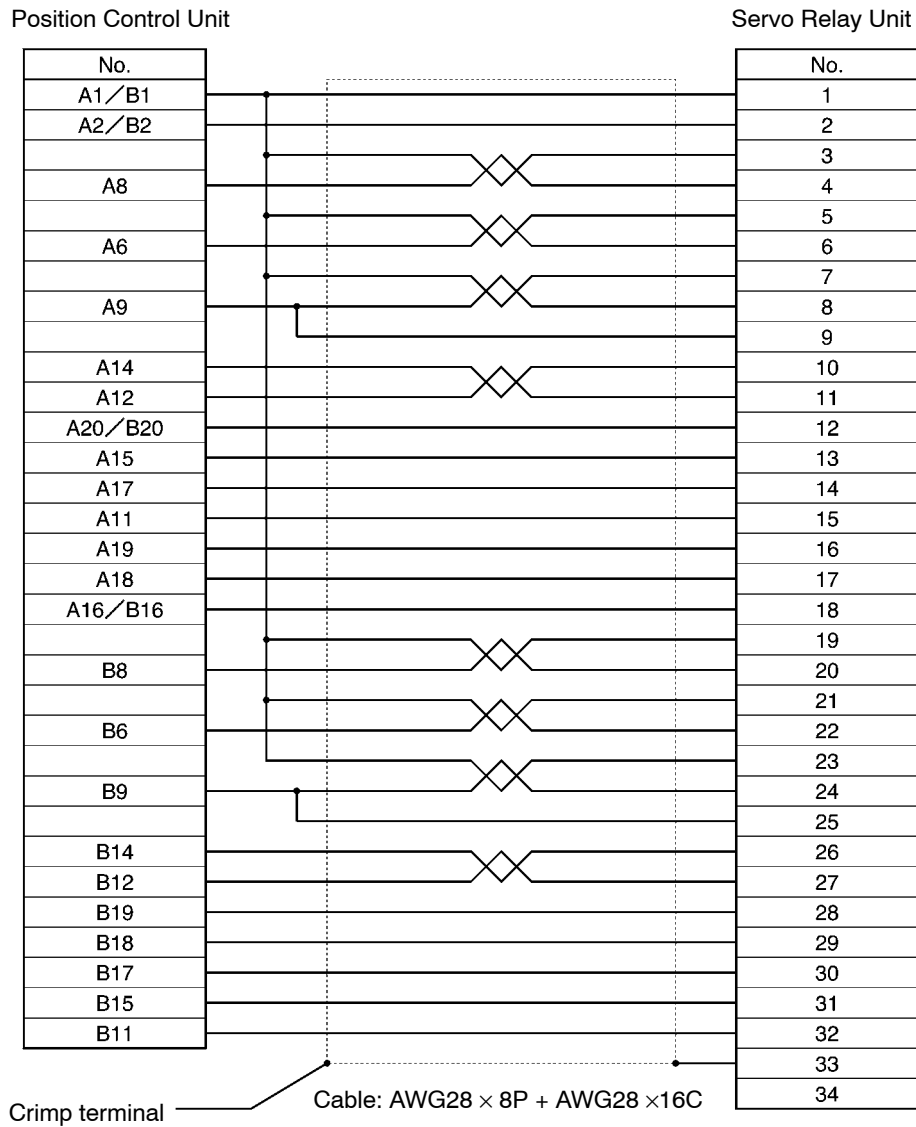 Position Control Unit Servo Relay Unit
No. No.
A1／B1 1
A2／B2 2
3
A8 4
5
A6 6
7
A9 8
9
A14 10
A12 11
A20／B20 12
A15 13
A17 14
A11 15
A19 16
A18 17
A16／B16 18
19
B8 20
21
B6 22
23
B9 24
25
B14 26
B12 27
B19 28
B18 29
B17 30
B15 31
B11 32
33
34
Crimp terminal Cable: AWG28 × 8P + AWG28 ×16C